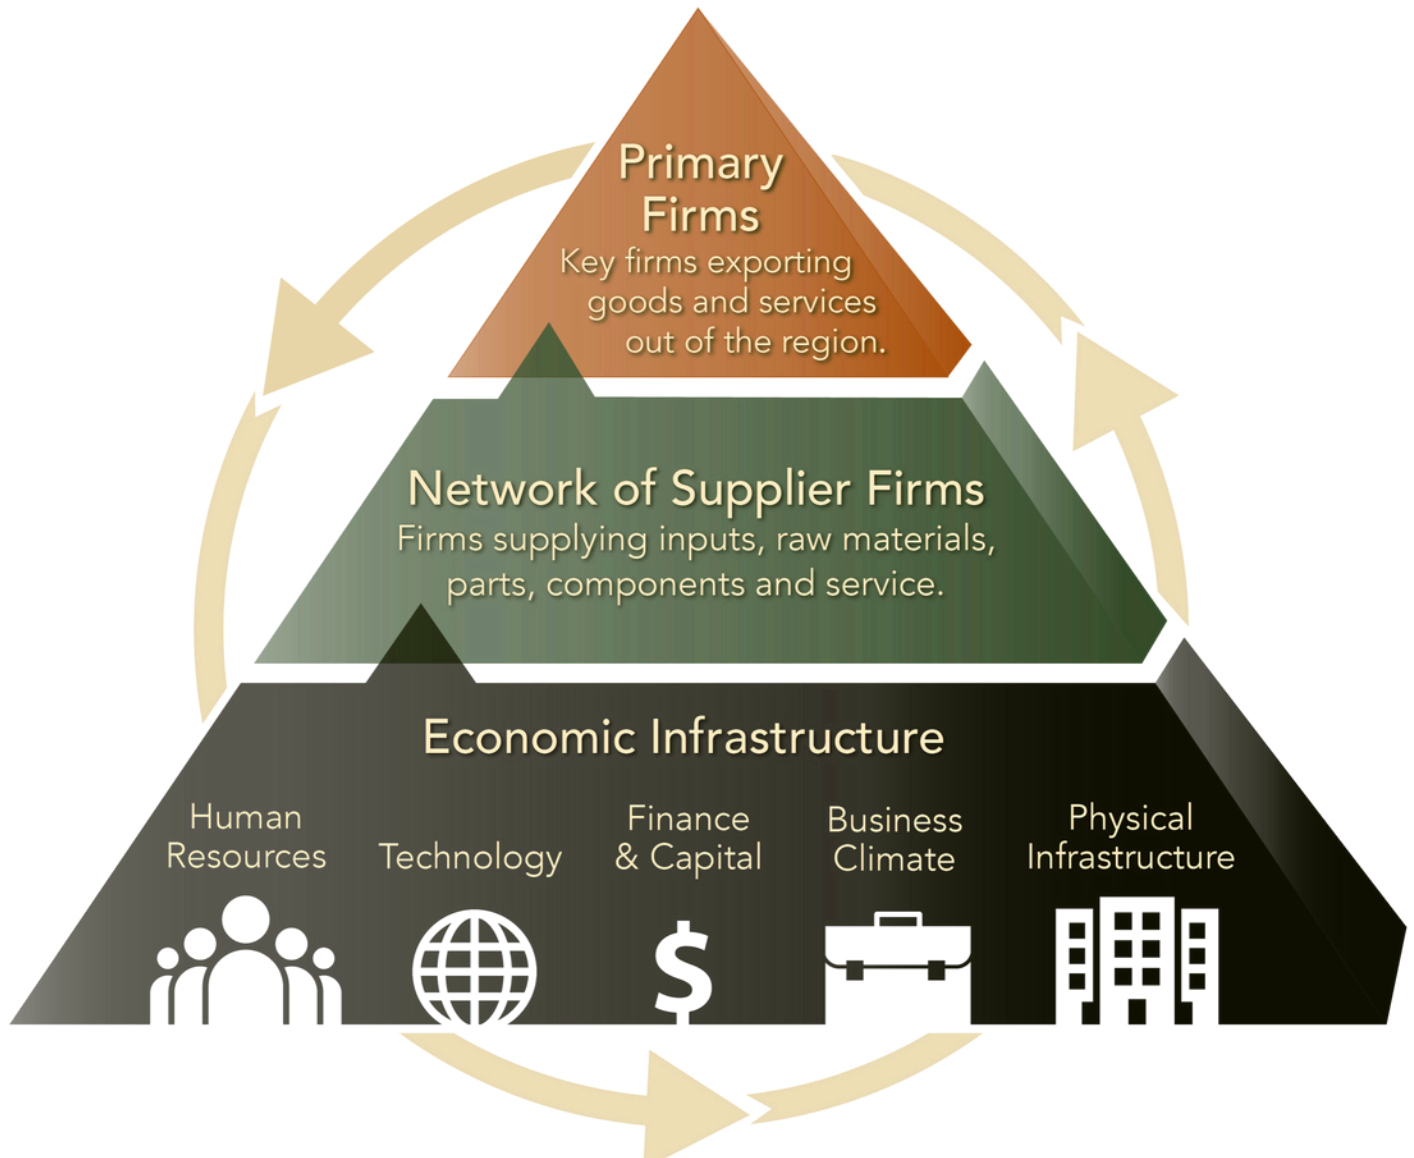 Primary
Firms
Key firms exporting
goods and services
out of the region.
Network of Supplier Firms
Firms supplying inputs, raw materials,
parts, components and service.
Economic Infrastructure
Human
Resources
Technology
Finance
& Capital
Business
Climate
Physical
Infrastructure
$